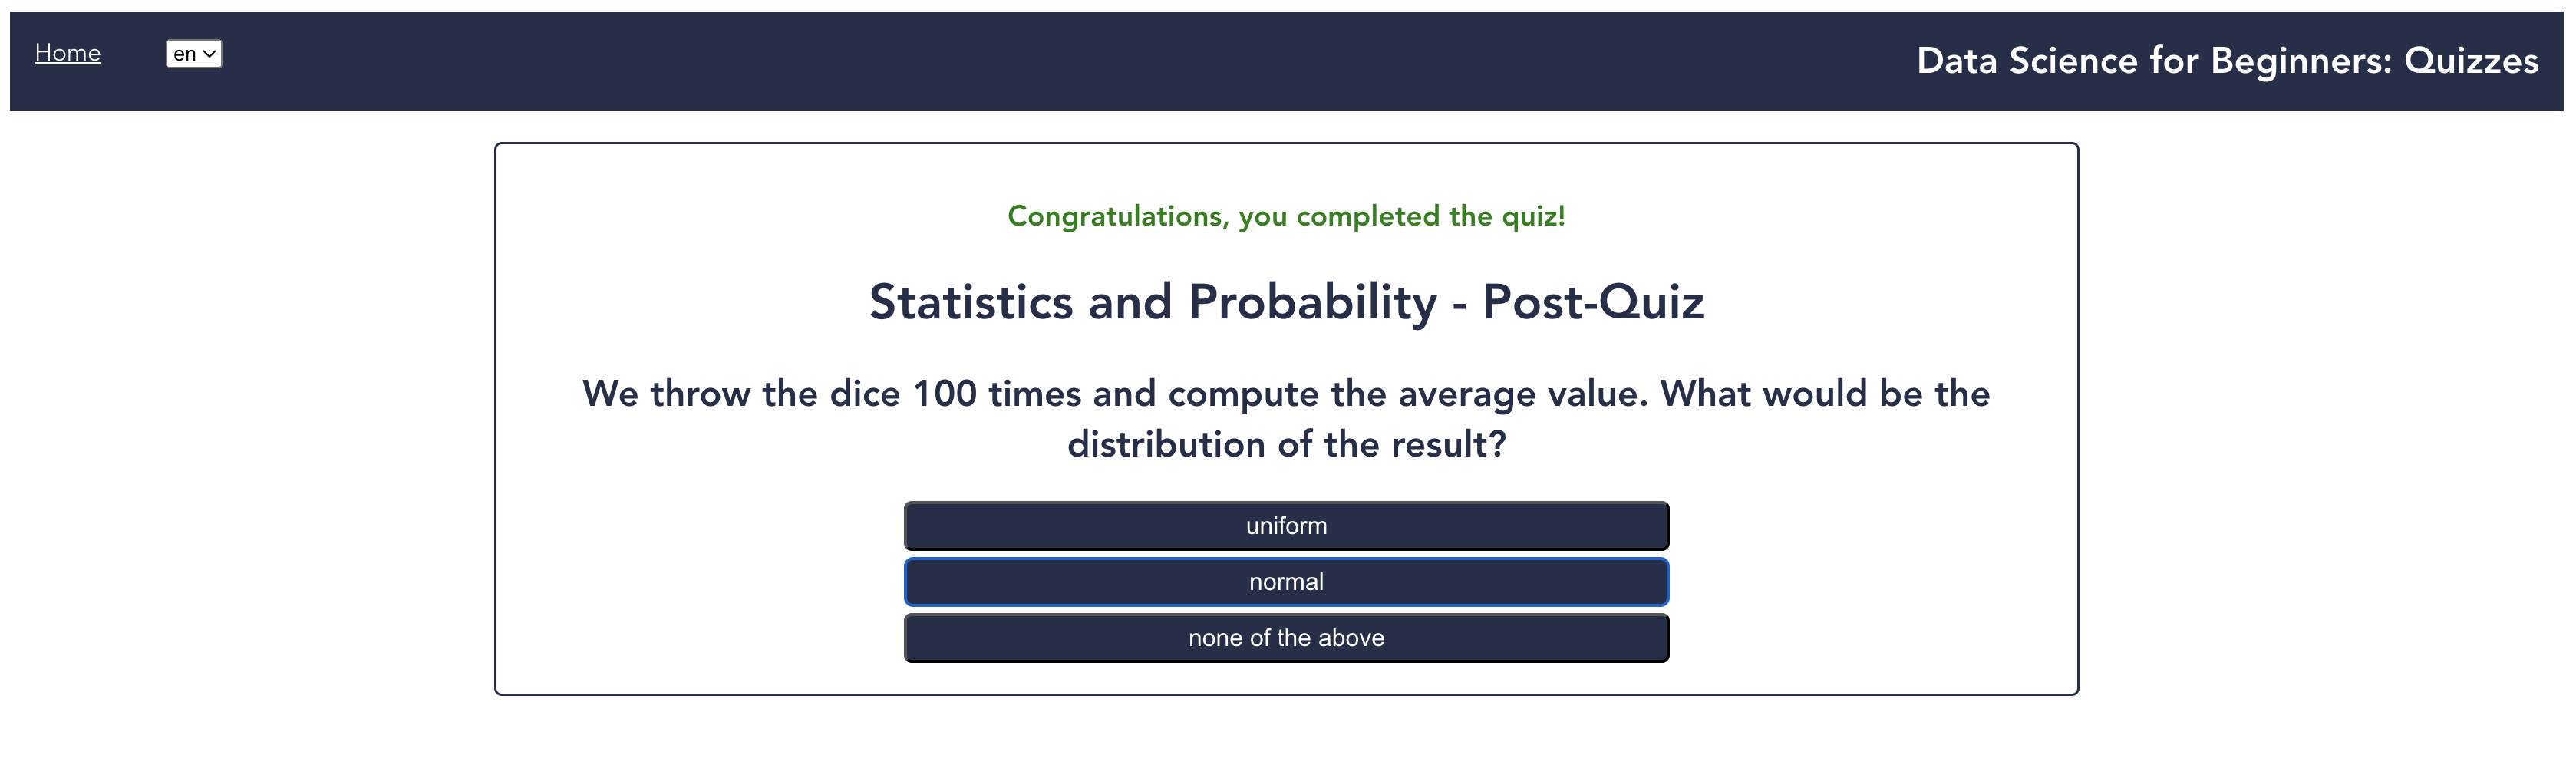 Home
en
Data Science for Beginners: Quizzes
Congratulations, you completed the quiz!
Statistics and Probability - Post-Quiz
We throw the dice 100 times and compute the average value. What would be the
distribution of the result?
uniform
normal
none of the above